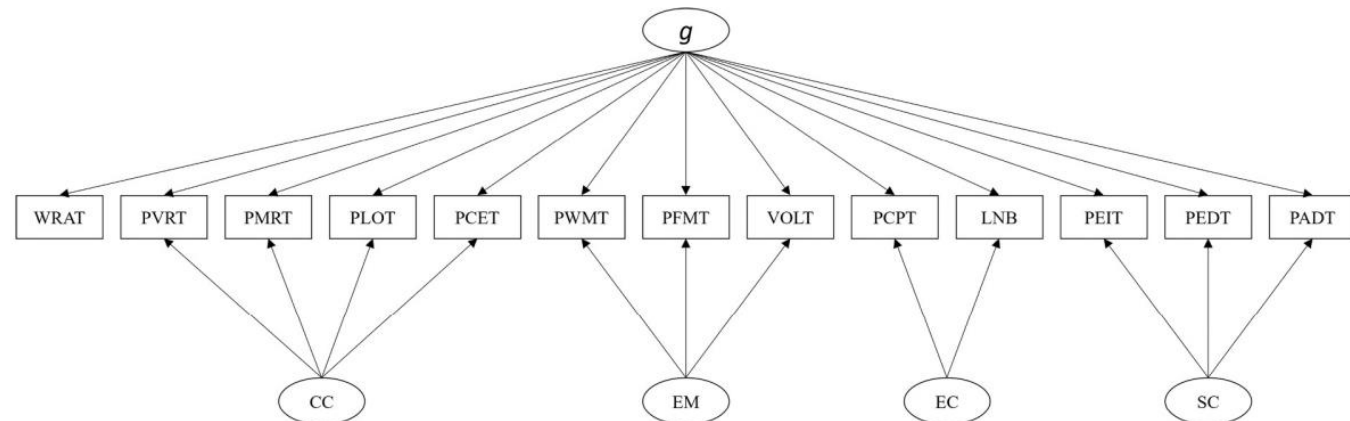 g
WRAT PVRT PMRT PLOT PCET PWMT PFMT VOLT PCPT LNB PEIT PEDT PADT
CC EM EC SC